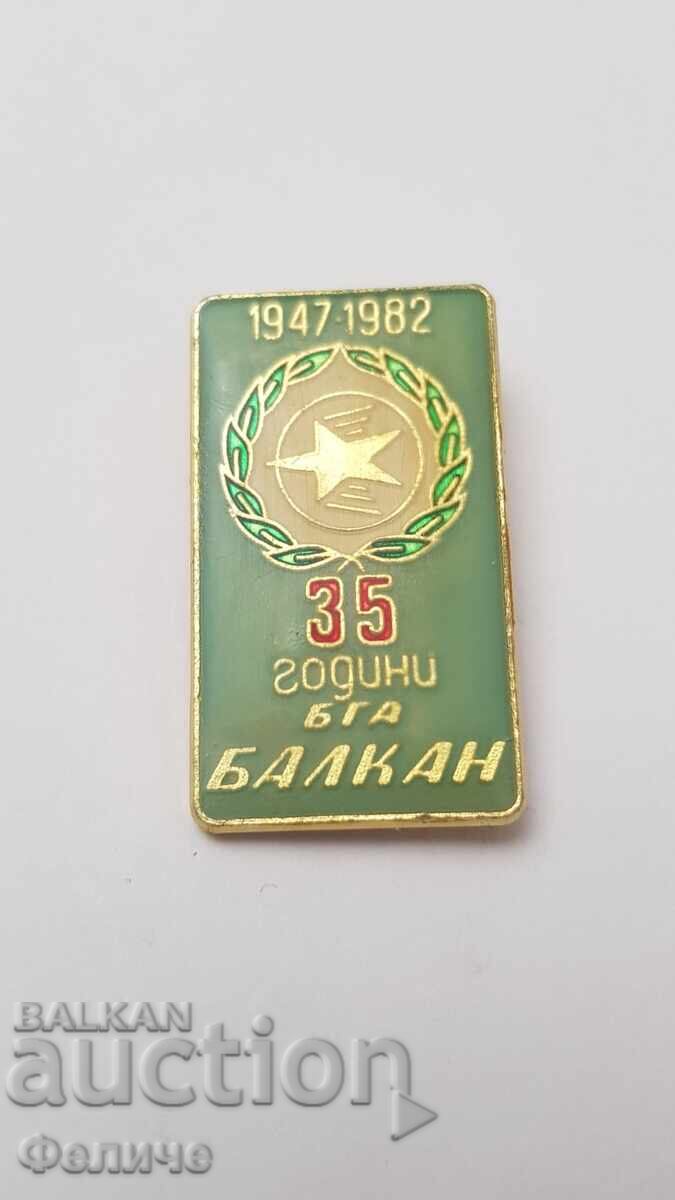 1947·1982
35
години
БГА
БАЛКАН
BALKAN
auction
Феличе